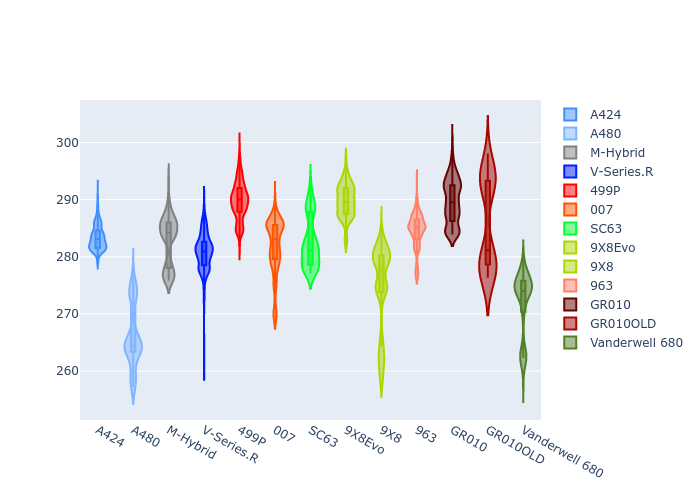 300
290
280
270
260
A424
A480
M-Hybrid
V-Series.R
499P
007
SC63
9X8Evo
9X8
963
GR010
GR010OLD
Vanderwell 680
A424
A480
M-Hybrid
V-Series.R
499P
007
SC63
9X8Evo
9X8
963
GR010
GR010OLD
Vanderwell 680